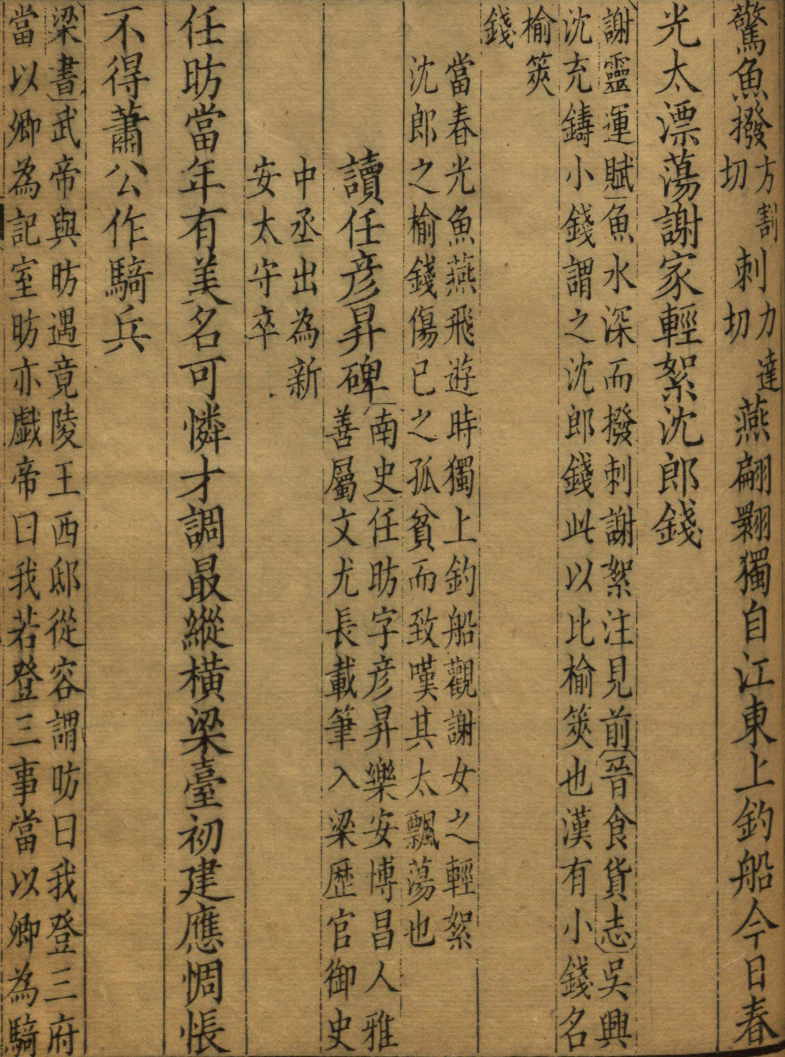 驚魚撥方割切刺力達切燕翩翾獨自江東上釣船今日春
光太漂蕩謝家輕絮沈郎錢
謝靈運賦魚水深而撥刺謝絮注見前晉食貨志吳興
沈充鑄小錢謂之沈郎錢此以比榆筴也漢有小錢名
榆筴
錢
當春光魚燕飛遊時獨上釣船觀謝女之輕絮
沈郎之榆錢傷已之孤貧而致嘆其太飄蕩也
讀任彥昇碑
南史任昉字彥昇樂安博昌人雅
善屬文尤長載筆入梁歷官御史
中丞出為新
安太守卒
任昉當年有美名可憐才調最縱橫梁臺初建應惆悵
不得蕭公作騎兵
梁書武帝與昉遇竟陵王西邸從容謂昉曰我登三府
當以卿為記室昉亦戲帝曰我若登三事當以卿為騎